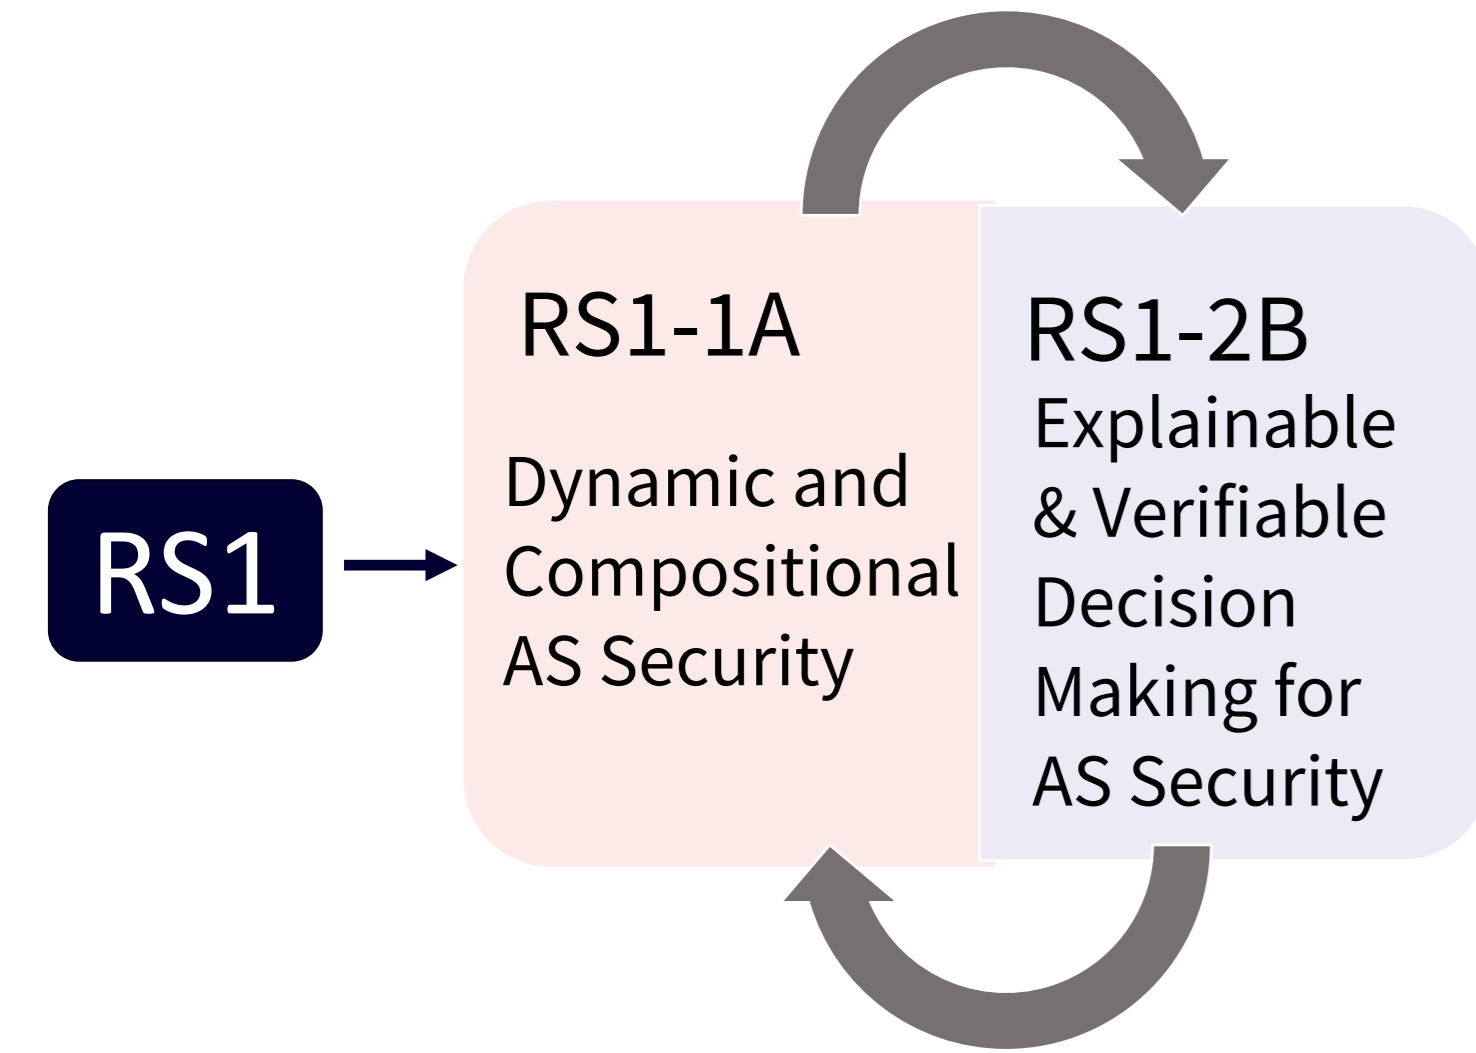 RS1
RS1-1A
Dynamic and
Compositional
AS Security
RS1-2B
Explainable
& Verifiable
Decision
Making for
AS Security